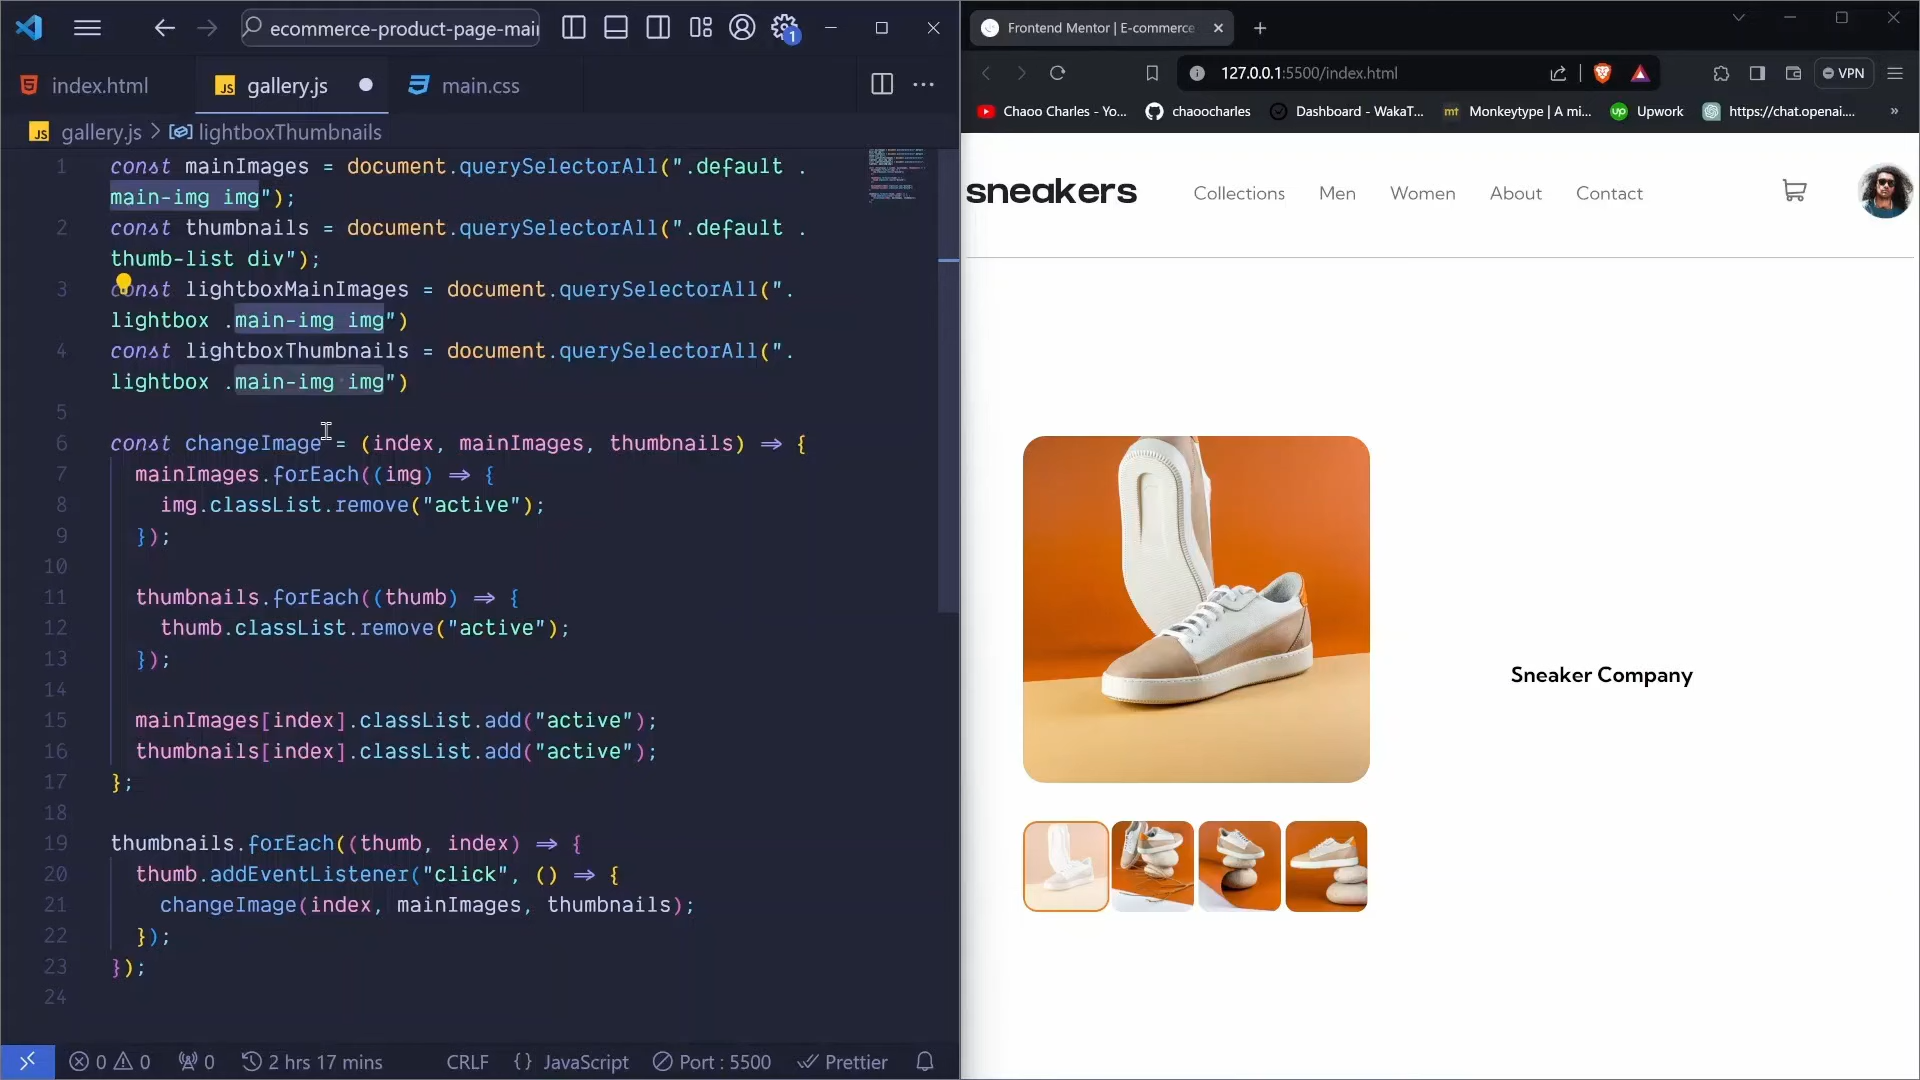 ecommerce-product-page-mai
1
index.html
JS gallery.js
main.css
JS gallery.js > lightboxThumbnails
1 const mainImages = document.querySelectorAll(".default .
main-img img");
2 const thumbnails = document.querySelectorAll(".default .
thumb-list div");
3 const lightboxMainImages = document.querySelectorAll(".
lightbox .main-img img")
4 const lightboxThumbnails = document.querySelectorAll(".
lightbox .main-img img")
5
6 const changeImage = (index, mainImages, thumbnails) => {
7 mainImages.forEach((img) => {
8 img.classList.remove("active");
9 });
10
11 thumbnails.forEach((thumb) => {
12 thumb.classList.remove("active");
13 });
14
15 mainImages[index].classList.add("active");
16 thumbnails[index].classList.add("active");
17 };
18
19 thumbnails.forEach((thumb, index) => {
20 thumb.addEventListener("click", () => {
21 changeImage(index, mainImages, thumbnails);
22 });
23 });
24
0 0 0 2 hrs 17 mins CRLF {} JavaScript Port : 5500 Prettier
Frontend Mentor | E-commerce
127.0.0.1:5500/index.html
VPN
Chaoo Charles - Yo... chaoocharles Dashboard - WakaT... mt Monkeytype | A mi... up Upwork https://chat.openai.... »
sneakers
Collections Men Women About Contact
Sneaker Company